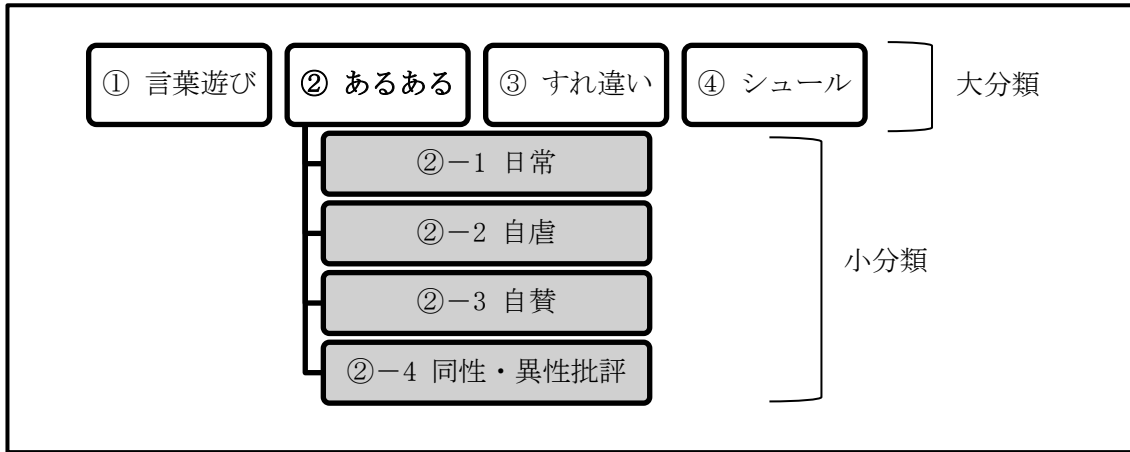 ① 言葉遊び ② あるある ③ すれ違い ④ シュール 大分類
②－1 日常
②－2 自虐
小分類
②－3 自賛
②－4 同性・異性批評